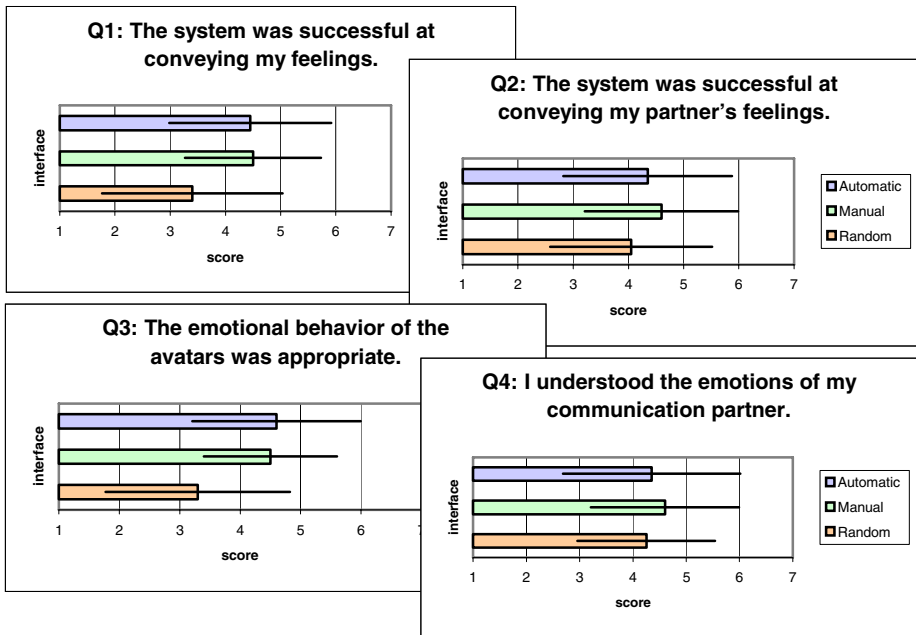 Q1: The system was successful at
conveying my feelings.
interface
1 2 3 4 5 6 7
score
Q2: The system was successful at
conveying my partner's feelings.
interface
1 2 3 4 5 6 7
score
Automatic
Manual
Random
Q3: The emotional behavior of the
avatars was appropriate.
interface
1 2 3 4 5 6
score
Q4: I understood the emotions of my
communication partner.
interface
1 2 3 4 5 6 7
score
Automatic
Manual
Random